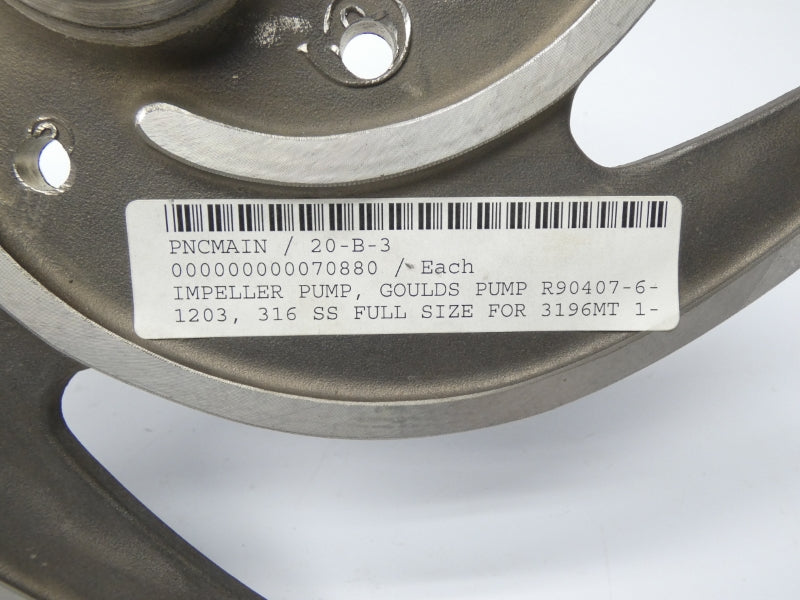 PNCMAIN / 20-B-3
000000000070880 / Each
IMPELLER PUMP, GOULDS PUMP R90407-6-
1203, 316 SS FULL SIZE FOR 3196MT 1-